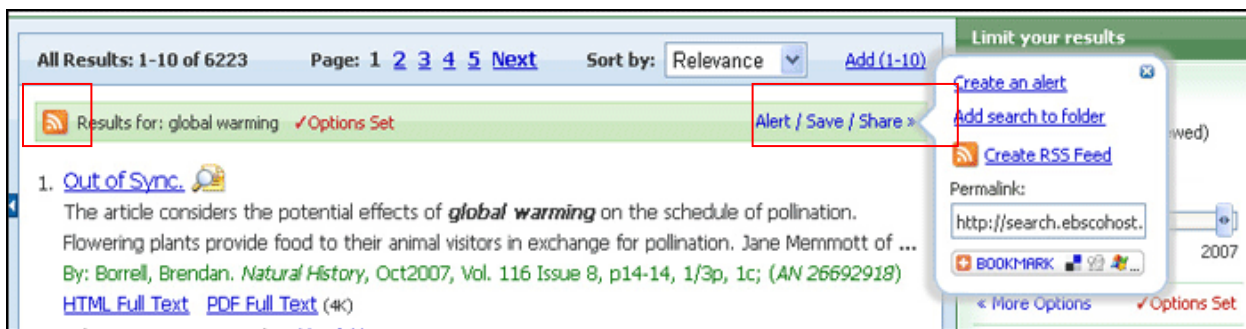 All Results: 1-10 of 6223 Page: 1 2 3 4 5 Next Sort by: Relevance Add (1-10)
Results for: global warming ✓Options Set Alert / Save / Share »
1. Out of Sync.
The article considers the potential effects of global warming on the schedule of pollination.
Flowering plants provide food to their animal visitors in exchange for pollination. Jane Memmott of ...
By: Borrell, Brendan. Natural History, Oct2007, Vol. 116 Issue 8, p14-14, 1/3p, 1c; (AN 26692918)
HTML Full Text PDF Full Text (4K)
Limit your results
Create an alert
Add search to folder
wed)
Create RSS Feed
Permalink:
http://search.ebscohost.
2007
BOOKMARK ...
« More Options ✓Options Set